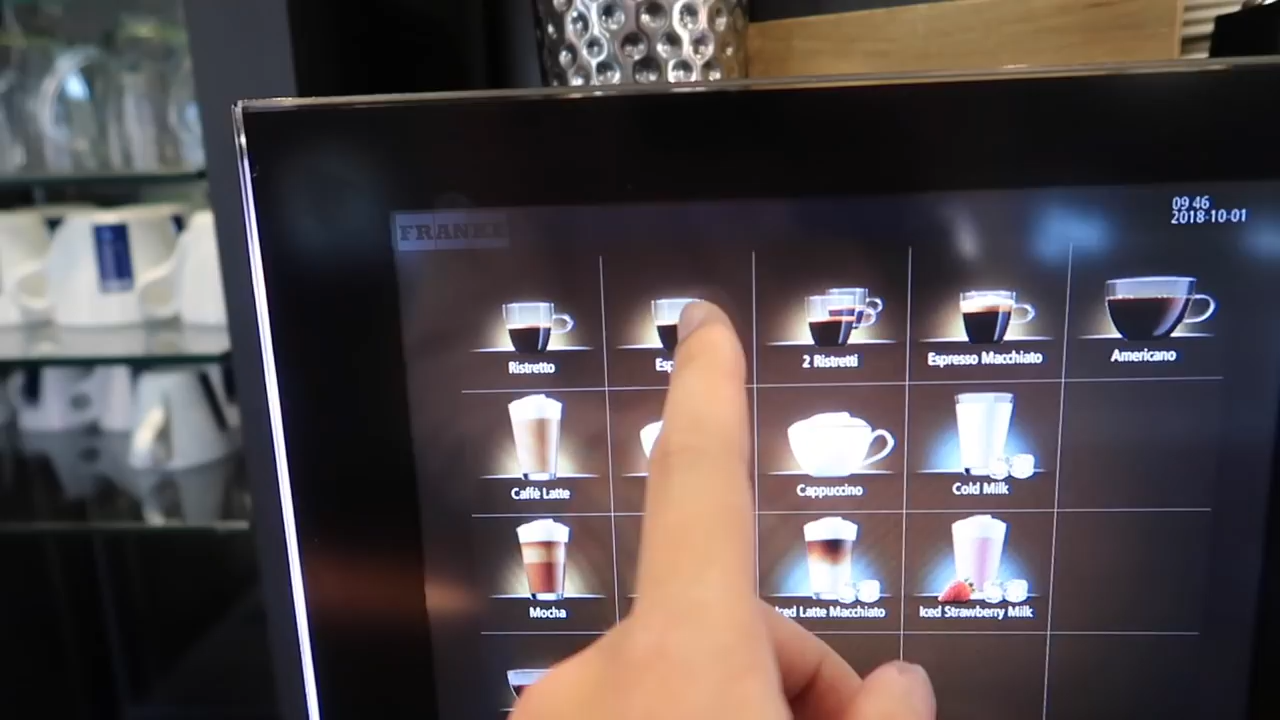 FRANKE
09 46
2018-10-01
Ristretto
2 Ristretti
Espresso Macchiato
Americano
Caffè Latte
Cappuccino
Cold Milk
Mocha
Iced Latte Macchiato
Iced Strawberry Milk